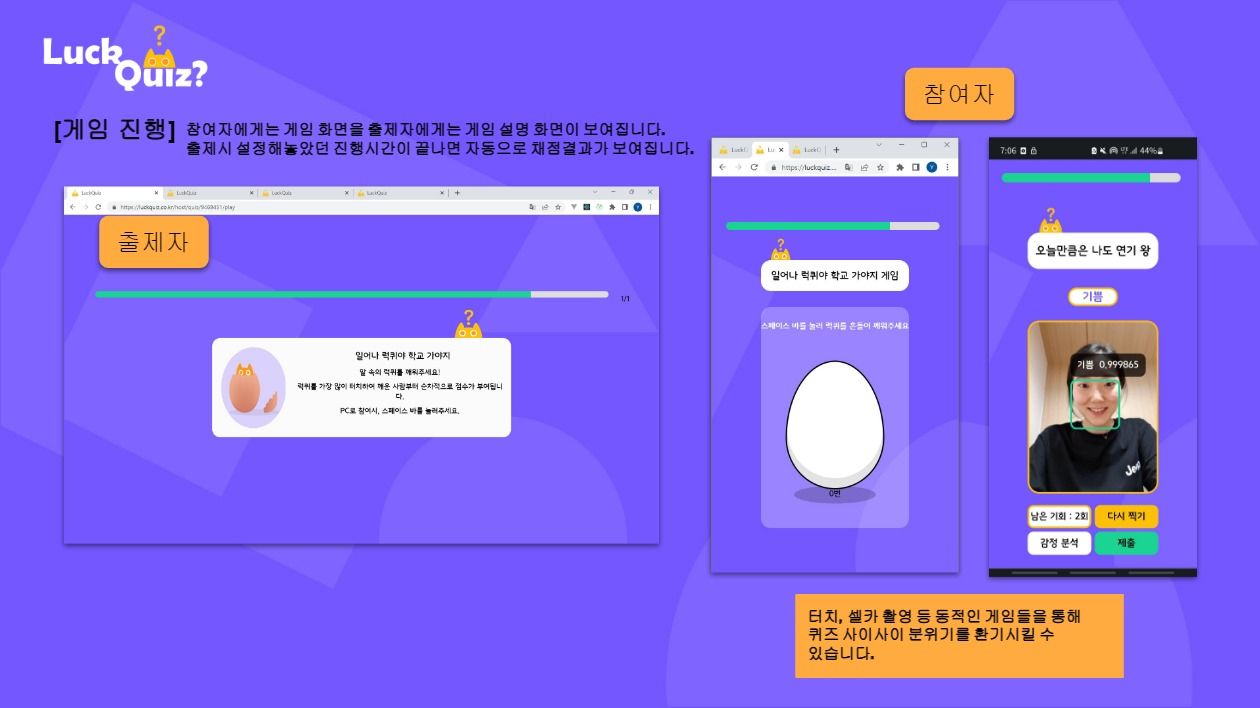 Luck Quiz?
?
[게임 진행]
참여자에게는 게임 화면을 출제자에게는 게임 설명 화면이 보여집니다.
출제시 설정해놓았던 진행시간이 끝나면 자동으로 채점결과가 보여집니다.
LuckQuiz
LuckQuiz
LuckQuiz
LuckQuiz
https://luckquiz.co.kr/host/quiz/9468431/play
출제자
1/1
?
일어나 럭퀴야 학교 가야지
알 속의 럭퀴를 깨워주세요!
럭퀴를 가장 많이 터치하여 깨운 사람부터 순차적으로 점수가 부여됩니
다.
PC로 참여시, 스페이스 바를 눌러주세요.
참여자
LuckQ
Lu
LuckQ
https://luckquiz...
?
일어나 럭퀴야 학교 가야지 게임
스페이스 바를 눌러 럭퀴를 흔들어 깨워주세요
0번
7:06
44%
?
오늘만큼은 나도 연기 왕
기쁨
기쁨 0.999865
Jee
남은 기회 : 2회
다시 찍기
감정 분석
제출
터치, 셀카 촬영 등 동적인 게임들을 통해
퀴즈 사이사이 분위기를 환기시킬 수
있습니다.